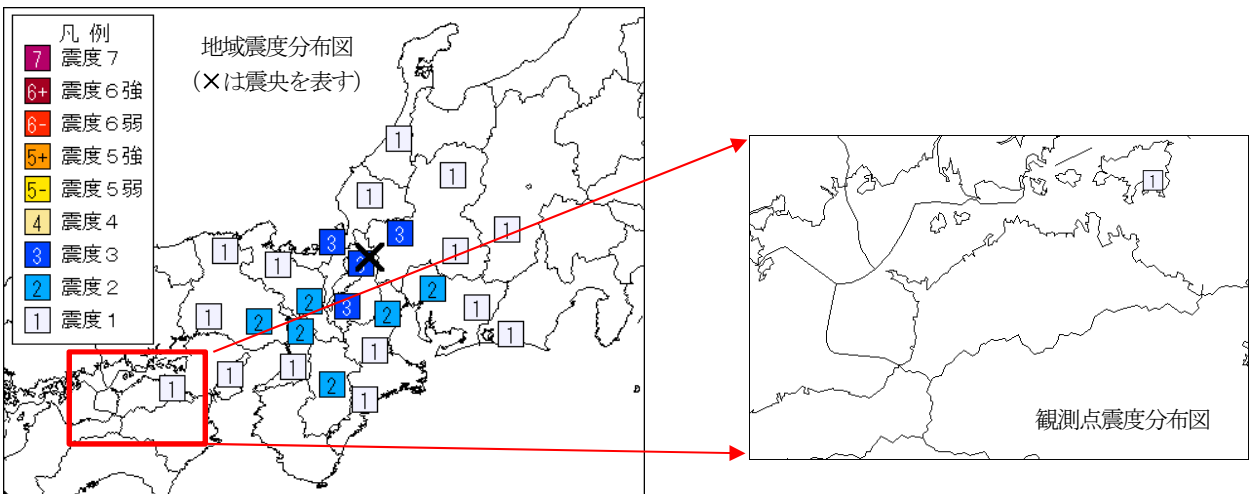 凡 例
7 震度７
6+ 震度６強
6- 震度６弱
5+ 震度５強
5- 震度５弱
4 震度４
3 震度３
2 震度２
1 震度１
地域震度分布図
（×は震央を表す）
1
1
1
1
3
3
1
1
1
3
2
2
3
1
1
2
2
2
1
1
1
1
2
1
1
1
観測点震度分布図